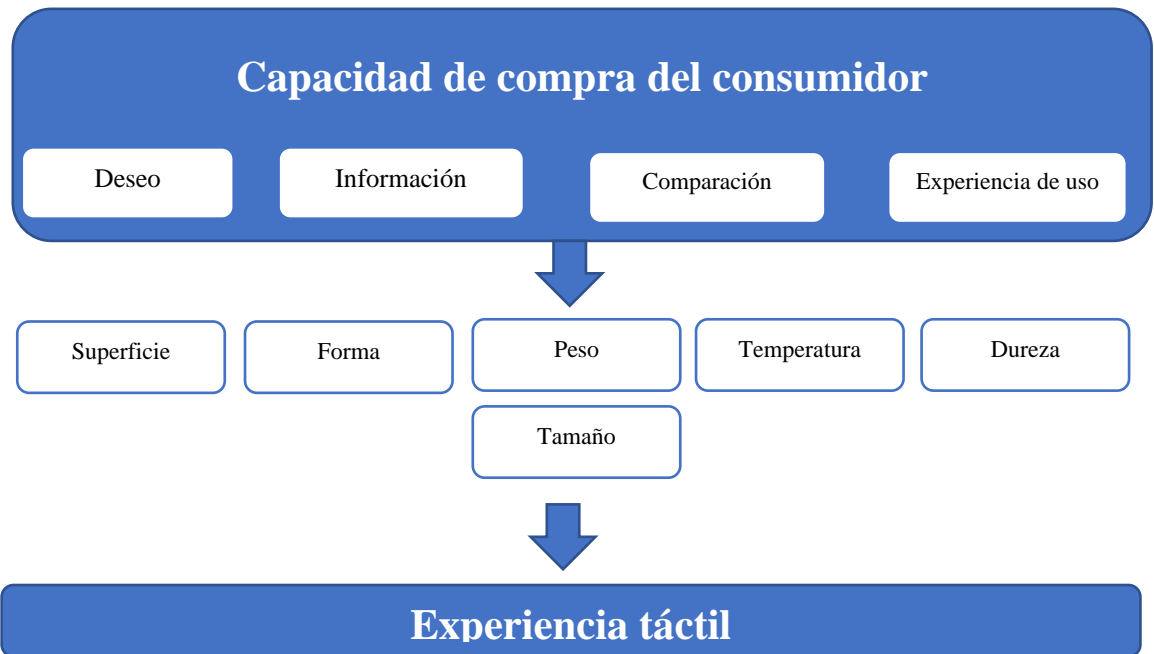 Capacidad de compra del consumidor
Deseo
Información
Comparación
Experiencia de uso
Superficie
Forma
Peso
Temperatura
Dureza
Tamaño
Experiencia táctil